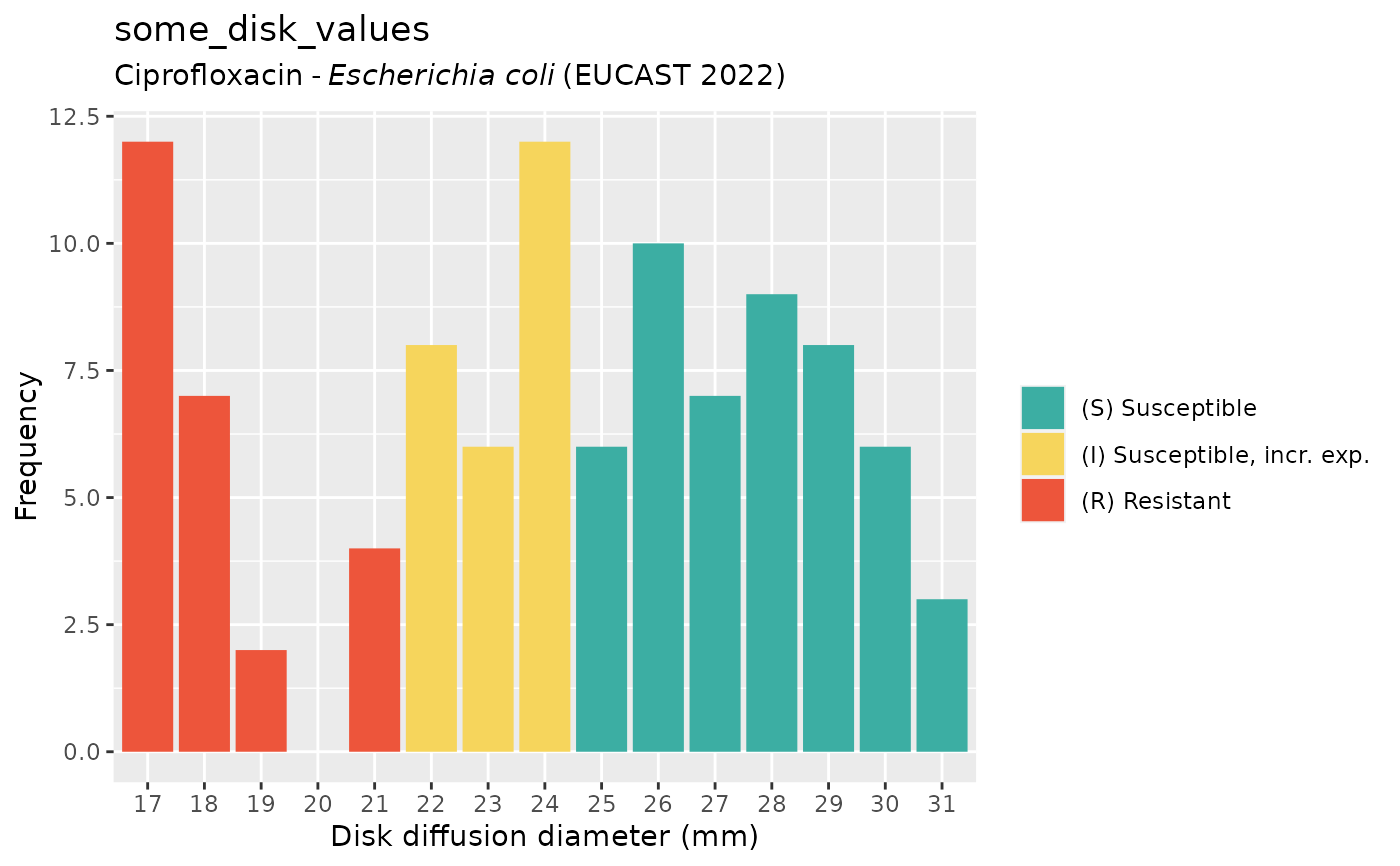 some_disk_values
Ciprofloxacin - Escherichia coli (EUCAST 2022)
12.5
10.0
7.5
5.0
2.5
0.0
Frequency
17 18 19 20 21 22 23 24 25 26 27 28 29 30 31
Disk diffusion diameter (mm)
(S) Susceptible
(I) Susceptible, incr. exp.
(R) Resistant